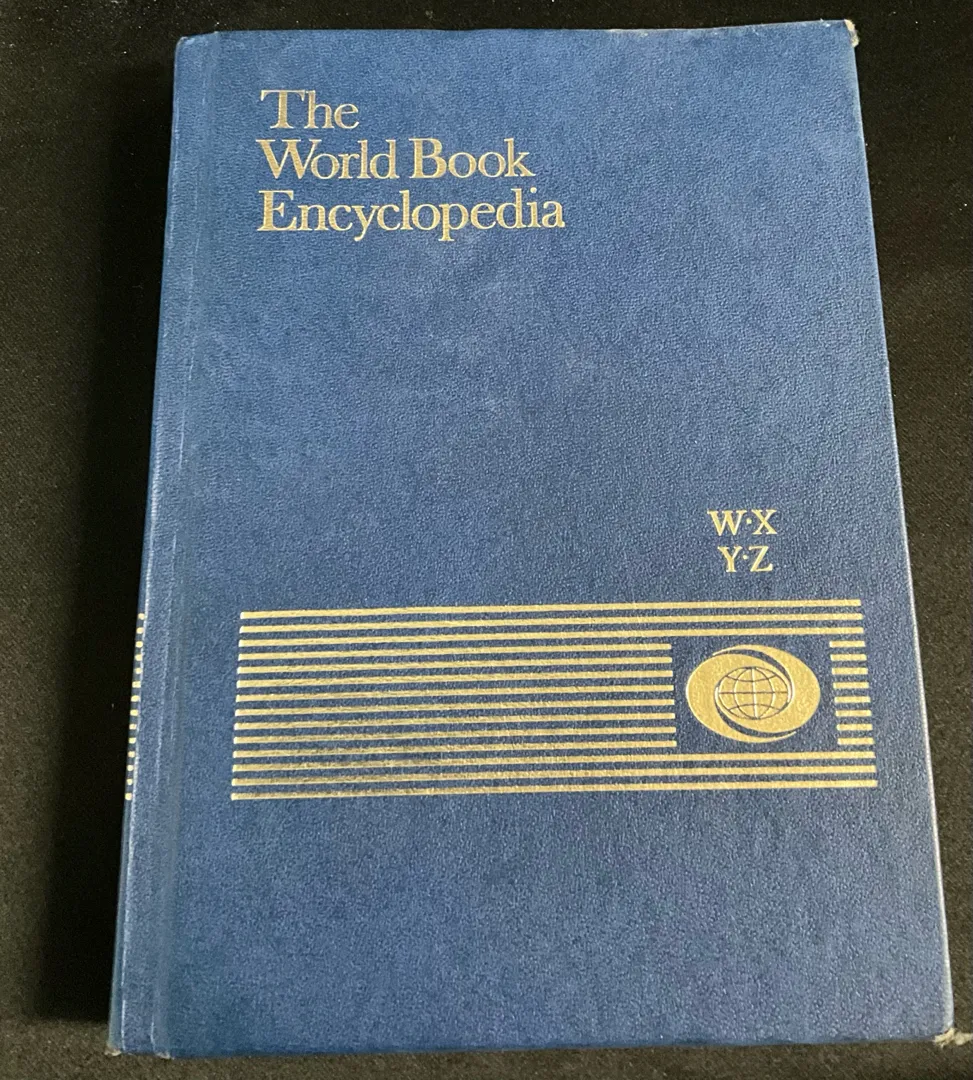 The
World Book
Encyclopedia
W·X
Y·Z